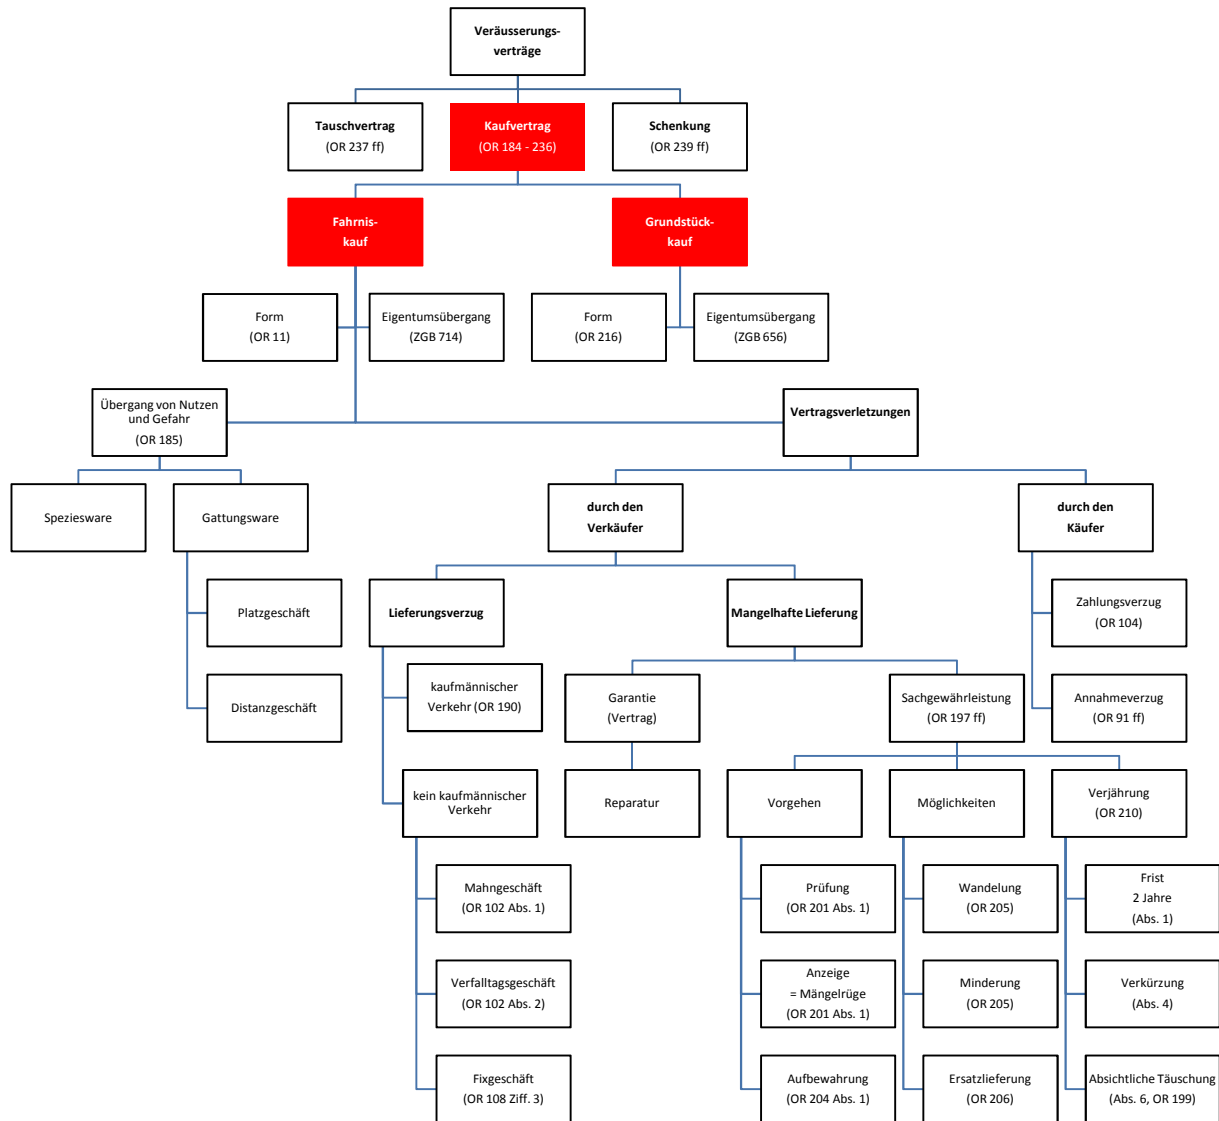 Veräusserungs-
verträge
Tauschvertrag
(OR 237 ff)
Kaufvertrag
(OR 184 - 236)
Schenkung
(OR 239 ff)
Fahrnis-
kauf
Grundstück-
kauf
Form
(OR 11)
Eigentumsübergang
(ZGB 714)
Form
(OR 216)
Eigentumsübergang
(ZGB 656)
Übergang von Nutzen
und Gefahr
(OR 185)
Vertragsverletzungen
Speziesware
Gattungsware
durch den
Verkäufer
durch den
Käufer
Platzgeschäft
Distanzgeschäft
Lieferungsverzug
Mangelhafte Lieferung
Zahlungsverzug
(OR 104)
Annahmeverzug
(OR 91 ff)
kaufmännischer
Verkehr (OR 190)
Garantie
(Vertrag)
Sachgewährleistung
(OR 197 ff)
kein kaufmännischer
Verkehr
Reparatur
Vorgehen
Möglichkeiten
Verjährung
(OR 210)
Mahngeschäft
(OR 102 Abs. 1)
Prüfung
(OR 201 Abs. 1)
Wandelung
(OR 205)
Frist
2 Jahre
(Abs. 1)
Verfalltagsgeschäft
(OR 102 Abs. 2)
Anzeige
= Mängelrüge
(OR 201 Abs. 1)
Minderung
(OR 205)
Verkürzung
(Abs. 4)
Fixgeschäft
(OR 108 Ziff. 3)
Aufbewahrung
(OR 204 Abs. 1)
Ersatzlieferung
(OR 206)
Absichtliche Täuschung
(Abs. 6, OR 199)